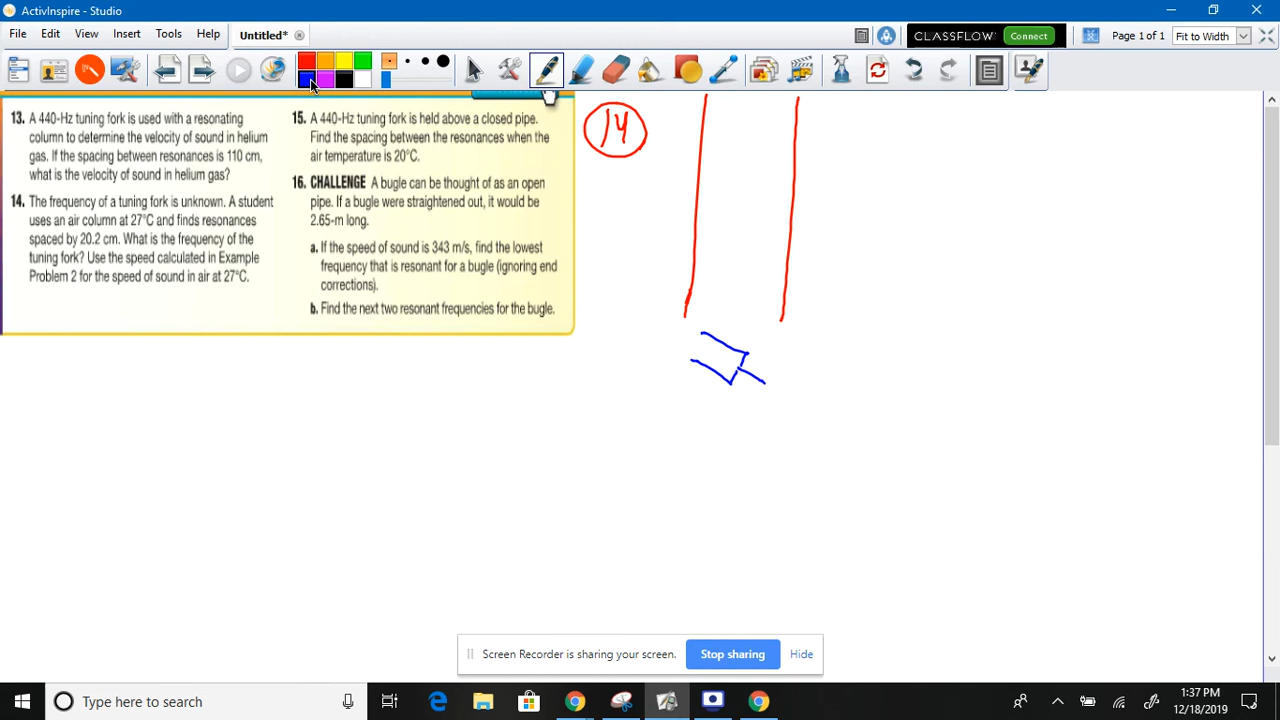 ActivInspire - Studio
File Edit View Insert Tools Help Untitled* CLASSFLOW Connect Page 1 of 1 Fit to Width
13. A 440-Hz tuning fork is used with a resonating
column to determine the velocity of sound in helium
gas. If the spacing between resonances is 110 cm,
what is the velocity of sound in helium gas?
14. The frequency of a tuning fork is unknown. A student
uses an air column at 27°C and finds resonances
spaced by 20.2 cm. What is the frequency of the
tuning fork? Use the speed calculated in Example
Problem 2 for the speed of sound in air at 27°C.
15. A 440-Hz tuning fork is held above a closed pipe.
Find the spacing between the resonances when the
air temperature is 20°C.
16. CHALLENGE A bugle can be thought of as an open
pipe. If a bugle were straightened out, it would be
2.65-m long.
a. If the speed of sound is 343 m/s, find the lowest
frequency that is resonant for a bugle (ignoring end
corrections).
b. Find the next two resonant frequencies for the bugle.
14
Screen Recorder is sharing your screen. Stop sharing Hide
Type here to search
1:37 PM
12/18/2019